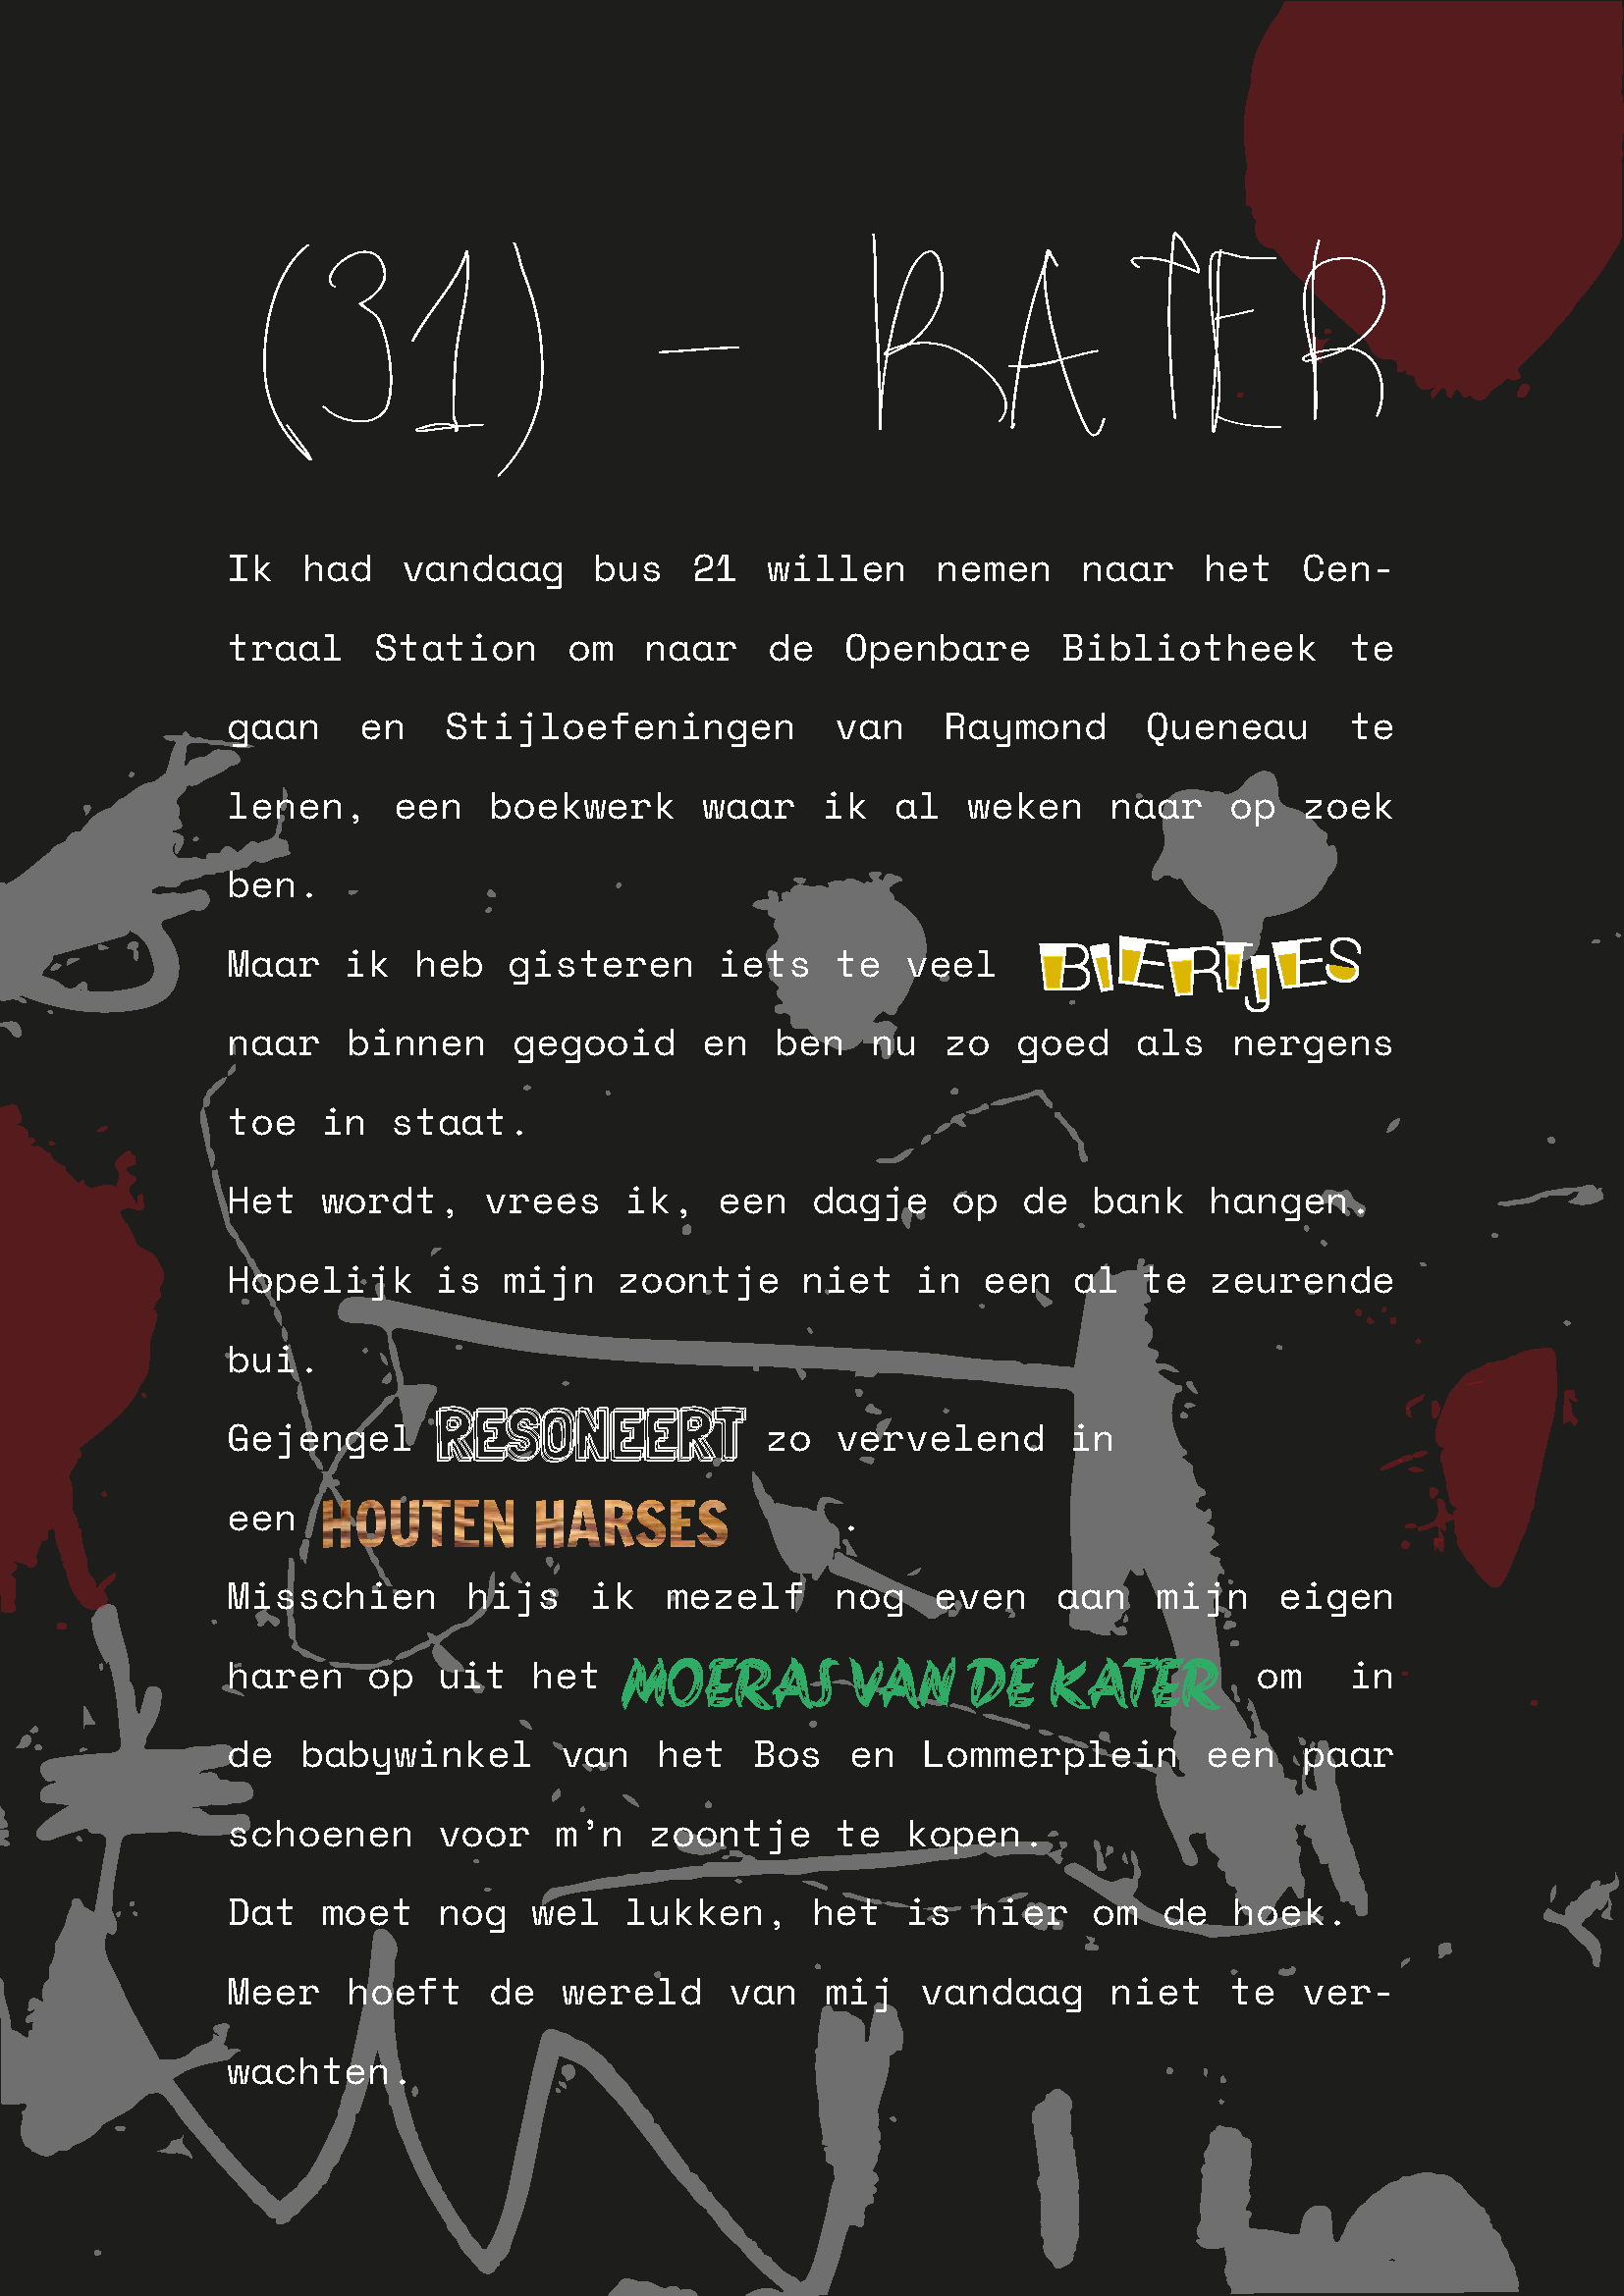 (31) - KATER
Ik had vandaag bus 21 willen nemen naar het Cen-
traal Station om naar de Openbare Bibliotheek te
gaan en Stijloefeningen van Raymond Queneau te
lenen, een boekwerk waar ik al weken naar op zoek
ben.
Maar ik heb gisteren iets te veel BIERTJES
naar binnen gegooid en ben nu zo goed als nergens
toe in staat.
Het wordt, vrees ik, een dagje op de bank hangen.
Hopelijk is mijn zoontje niet in een al te zeurende
bui.
Gejengel RESONEERT zo vervelend in
een HOUTEN HARSES .
Misschien hijs ik mezelf nog even aan mijn eigen
haren op uit het MOERAS VAN DE KATER om in
de babywinkel van het Bos en Lommerplein een paar
schoenen voor m'n zoontje te kopen.
Dat moet nog wel lukken, het is hier om de hoek.
Meer hoeft de wereld van mij vandaag niet te ver-
wachten.